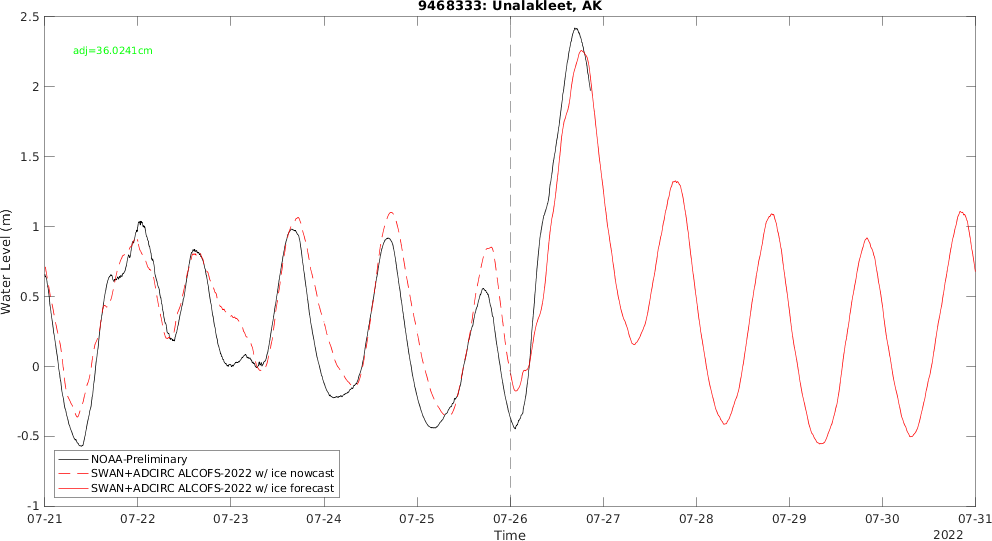 9468333: Unalakleet, AK
adj=36.0241cm
Water Level (m)
2.5
2
1.5
1
0.5
0
-0.5
-1
NOAA-Preliminary
SWAN+ADCIRC ALCOFS-2022 w/ ice nowcast
SWAN+ADCIRC ALCOFS-2022 w/ ice forecast
07-21 07-22 07-23 07-24 07-25 07-26 07-27 07-28 07-29 07-30 07-31
Time
2022